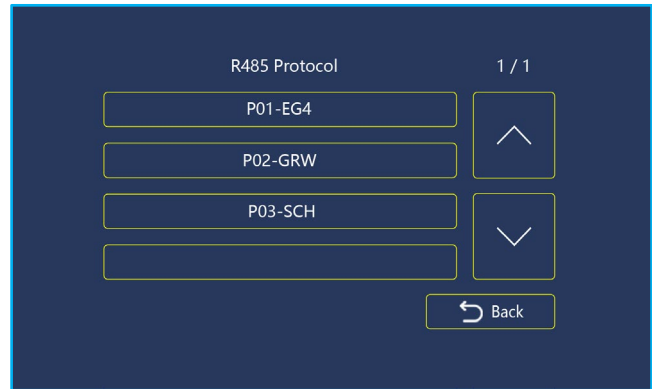 R485 Protocol 1 / 1
P01-EG4
P02-GRW
P03-SCH
Back